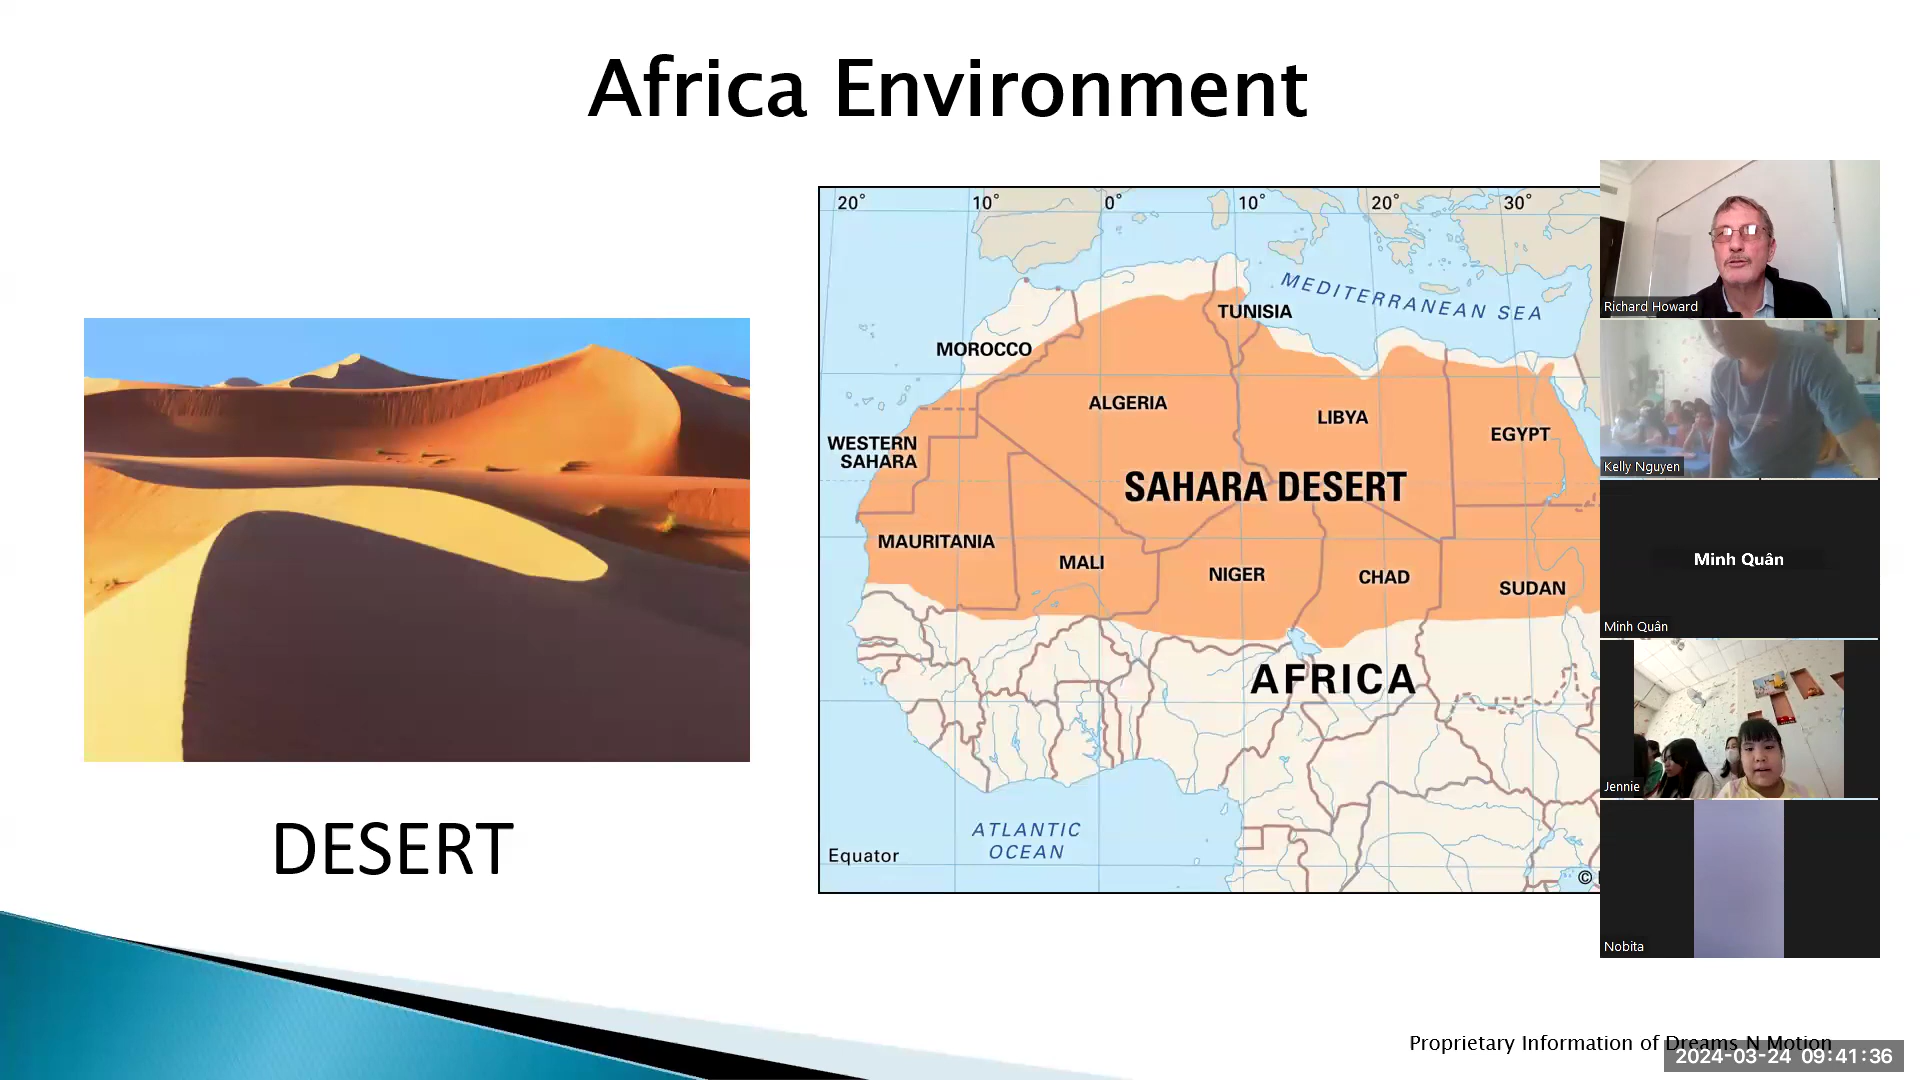 Africa Environment
20° 10° 0° 10° 20° 30°
MEDITERRANEAN SEA
TUNISIA
MOROCCO
ALGERIA
LIBYA
EGYPT
WESTERN
SAHARA
SAHARA DESERT
MAURITANIA
MALI
NIGER
CHAD
SUDAN
AFRICA
ATLANTIC
OCEAN
Equator
©
DESERT
Richard Howard
Kelly Nguyen
Minh Quân
Minh Quân
Jennie
Nobita
Proprietary Information of Dreams N Motion
2024-03-24 09:41:36